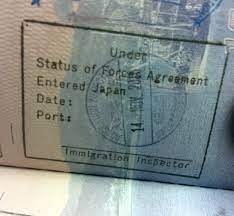 Under
Status of Forces Agreement
Entered Japan
Date:
Port:
Immigration Inspector